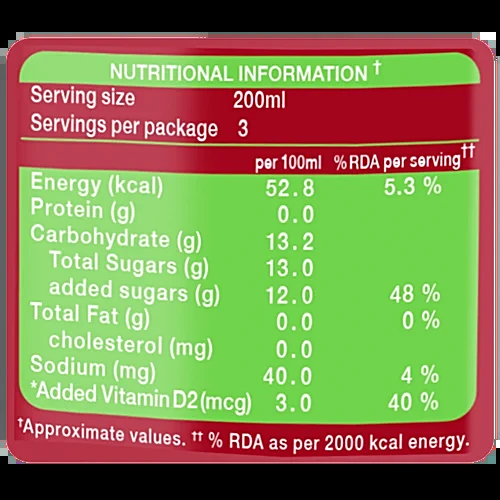 NUTRITIONAL INFORMATION †
Serving size 200ml
Servings per package 3
per 100ml %RDA per serving††
Energy (kcal) 52.8 5.3 %
Protein (g) 0.0
Carbohydrate (g) 13.2
Total Sugars (g) 13.0
added sugars (g) 12.0 48 %
Total Fat (g) 0.0 0 %
cholesterol (mg) 0.0
Sodium (mg) 40.0 4 %
*Added Vitamin D2 (mcg) 3.0 40 %
†Approximate values. †† % RDA as per 2000 kcal energy.